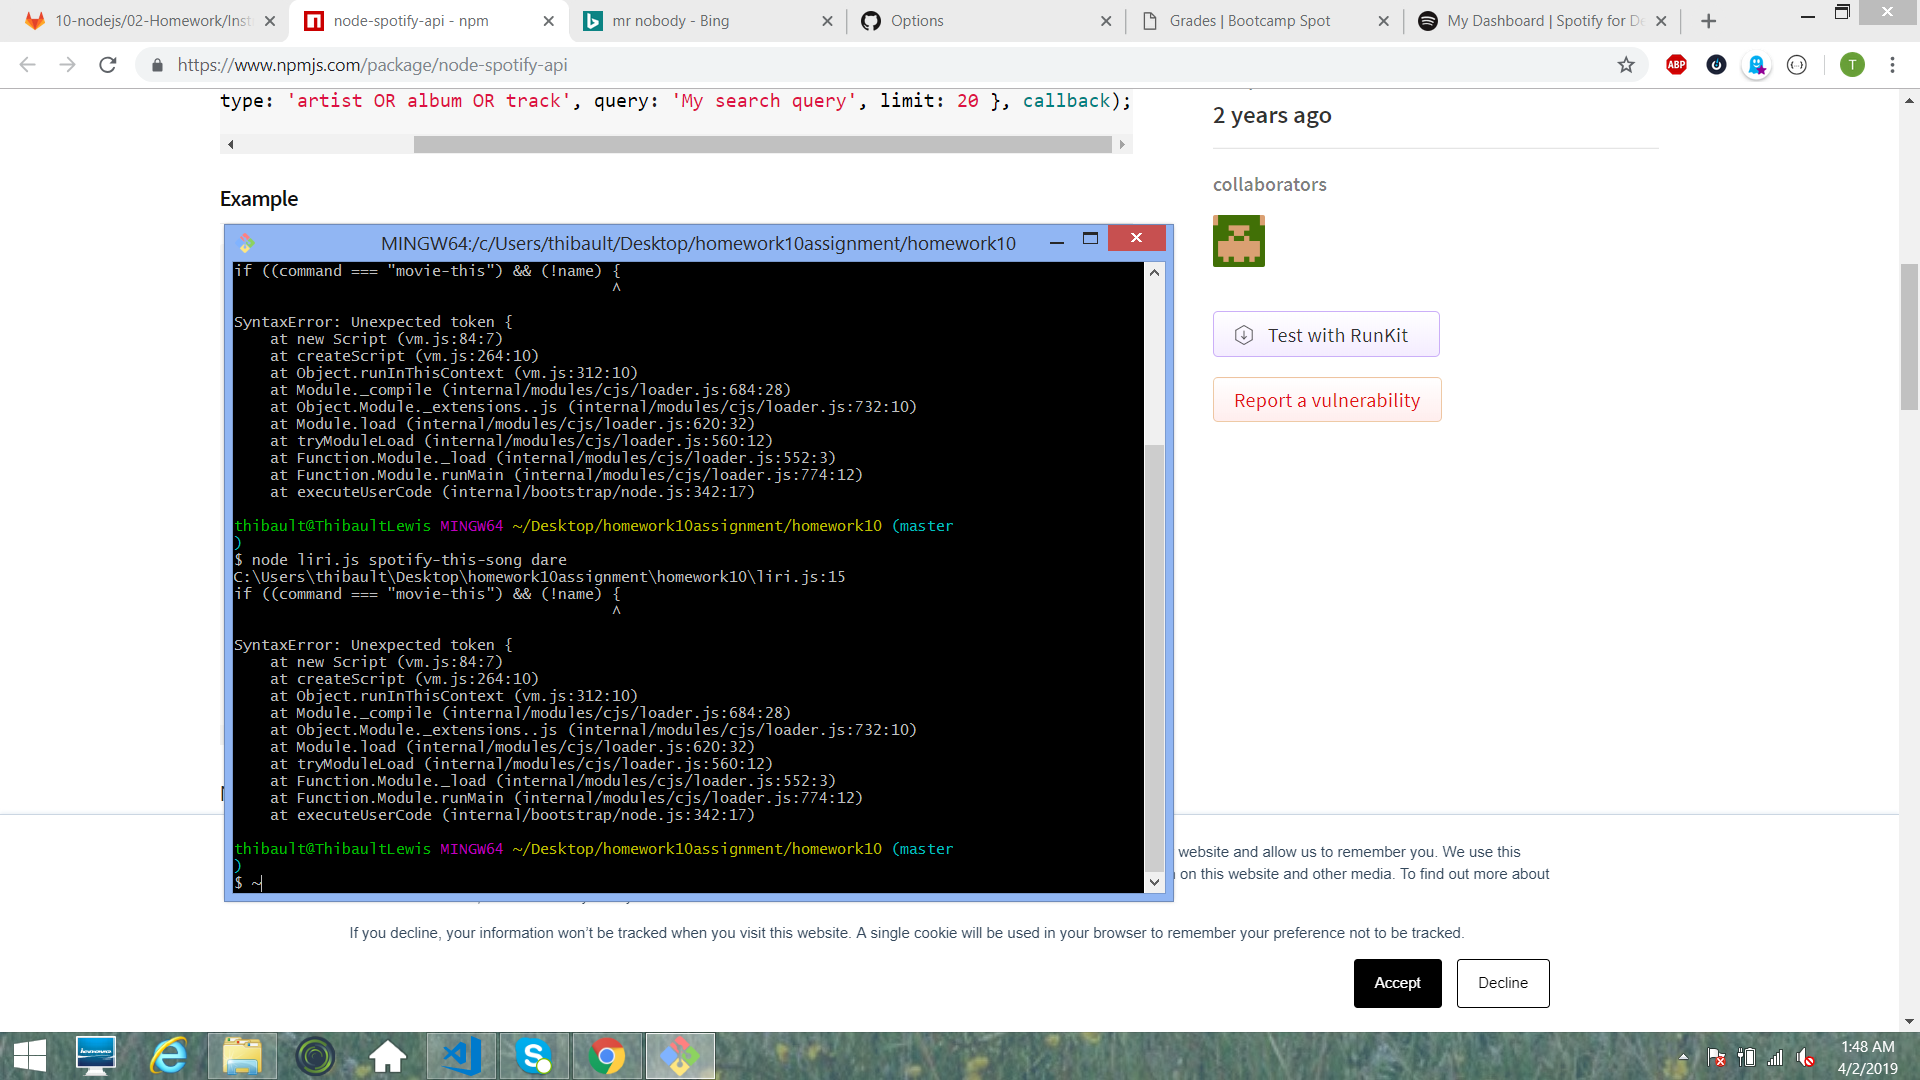 10-nodejs/02-Homework/Inst
node-spotify-api - npm
mr nobody - Bing
Options
Grades | Bootcamp Spot
My Dashboard | Spotify for De
https://www.npmjs.com/package/node-spotify-api
ABP
T
type: 'artist OR album OR track', query: 'My search query', limit: 20 }, callback);
2 years ago
collaborators
Example
Test with RunKit
Report a vulnerability
MINGW64:/c/Users/thibault/Desktop/homework10assignment/homework10
if ((command === "movie-this") && (!name) {
^
SyntaxError: Unexpected token {
at new Script (vm.js:84:7)
at createScript (vm.js:264:10)
at Object.runInThisContext (vm.js:312:10)
at Module._compile (internal/modules/cjs/loader.js:684:28)
at Object.Module._extensions..js (internal/modules/cjs/loader.js:732:10)
at Module.load (internal/modules/cjs/loader.js:620:32)
at tryModuleLoad (internal/modules/cjs/loader.js:560:12)
at Function.Module._load (internal/modules/cjs/loader.js:552:3)
at Function.Module.runMain (internal/modules/cjs/loader.js:774:12)
at executeUserCode (internal/bootstrap/node.js:342:17)
thibault@ThibaultLewis MINGW64 ~/Desktop/homework10assignment/homework10 (master
)
$ node liri.js spotify-this-song dare
C:\Users\thibault\Desktop\homework10assignment\homework10\liri.js:15
if ((command === "movie-this") && (!name) {
^
SyntaxError: Unexpected token {
at new Script (vm.js:84:7)
at createScript (vm.js:264:10)
at Object.runInThisContext (vm.js:312:10)
at Module._compile (internal/modules/cjs/loader.js:684:28)
at Object.Module._extensions..js (internal/modules/cjs/loader.js:732:10)
at Module.load (internal/modules/cjs/loader.js:620:32)
at tryModuleLoad (internal/modules/cjs/loader.js:560:12)
at Function.Module._load (internal/modules/cjs/loader.js:552:3)
at Function.Module.runMain (internal/modules/cjs/loader.js:774:12)
at executeUserCode (internal/bootstrap/node.js:342:17)
thibault@ThibaultLewis MINGW64 ~/Desktop/homework10assignment/homework10 (master
)
$ ~
website and allow us to remember you. We use this
on this website and other media. To find out more about
If you decline, your information won't be tracked when you visit this website. A single cookie will be used in your browser to remember your preference not to be tracked.
Accept
Decline
1:48 AM
4/2/2019